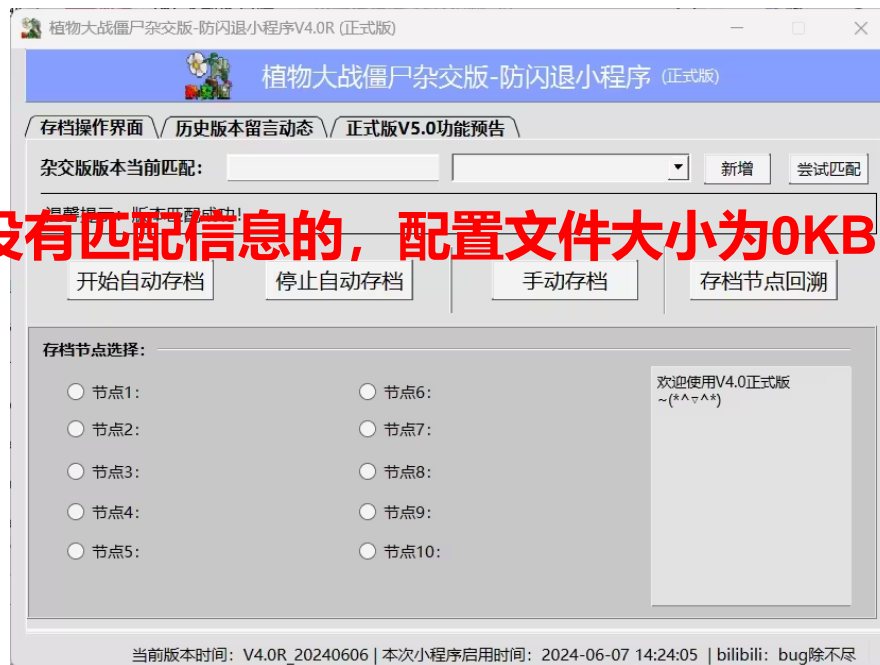 植物大战僵尸杂交版-防闪退小程序V4.0R (正式版)
植物大战僵尸杂交版-防闪退小程序 (正式版)
存档操作界面 历史版本留言动态 正式版V5.0功能预告
杂交版版本当前匹配: 新增 尝试匹配
温馨提示: 版本匹配成功!
没有匹配信息的，配置文件大小为0KB
开始自动存档 停止自动存档 手动存档 存档节点回溯
存档节点选择:
节点1: 节点6:
节点2: 节点7:
节点3: 节点8:
节点4: 节点9:
节点5: 节点10:
欢迎使用V4.0正式版
~(*^▽^*)
当前版本时间: V4.0R_20240606 | 本次小程序启用时间: 2024-06-07 14:24:05 | bilibili: bug除不尽